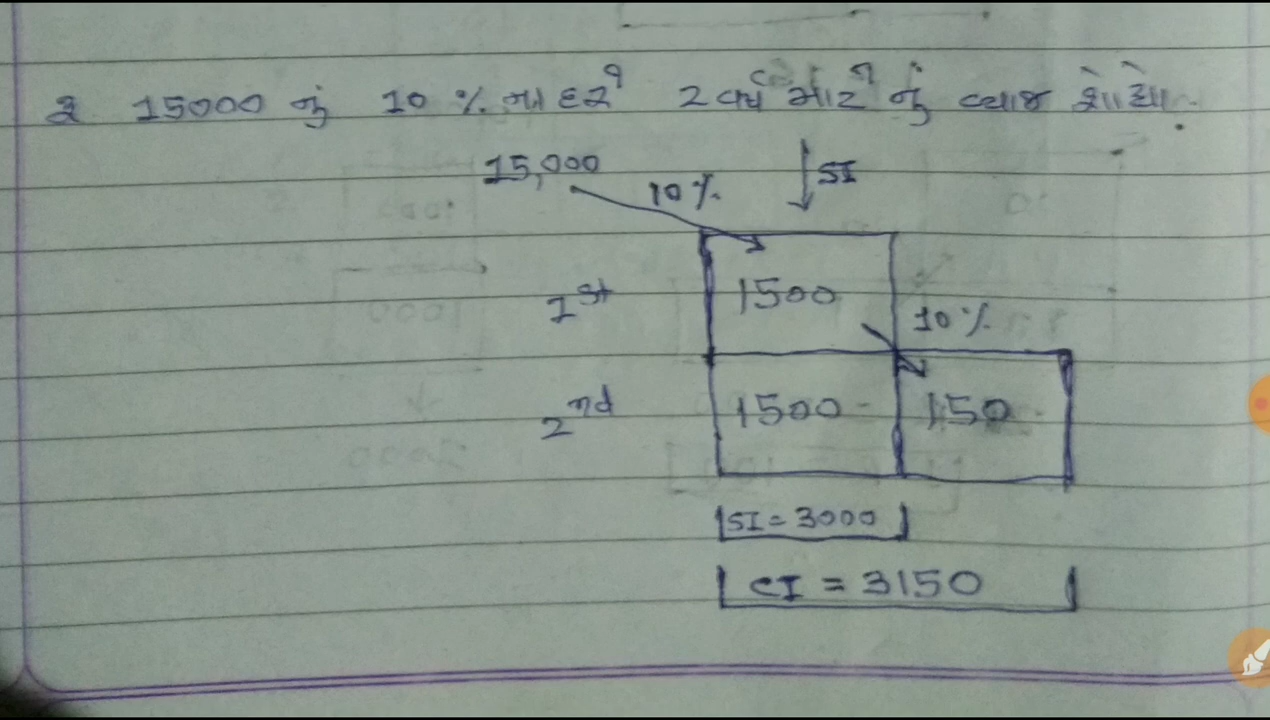 રૂ 15000 નું 10 % ના દરે 2 વર્ષ માટે નું વ્યાજ શોધો.
15,000 10% ↓ SI
1st 1500 10%
2nd 1500 150
SI = 3000
CI = 3150